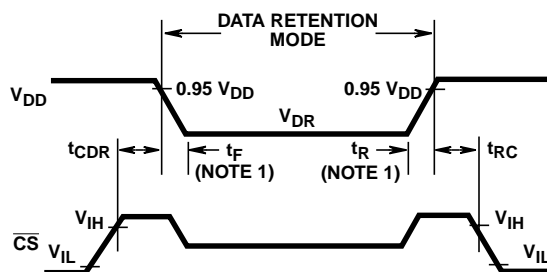 DATA RETENTION
MODE
0.95 VDD
0.95 VDD
VDD
VDR
tCDR
tF
tR
tRC
(NOTE 1)
(NOTE 1)
VIH
VIH
CS
VIL
VIL